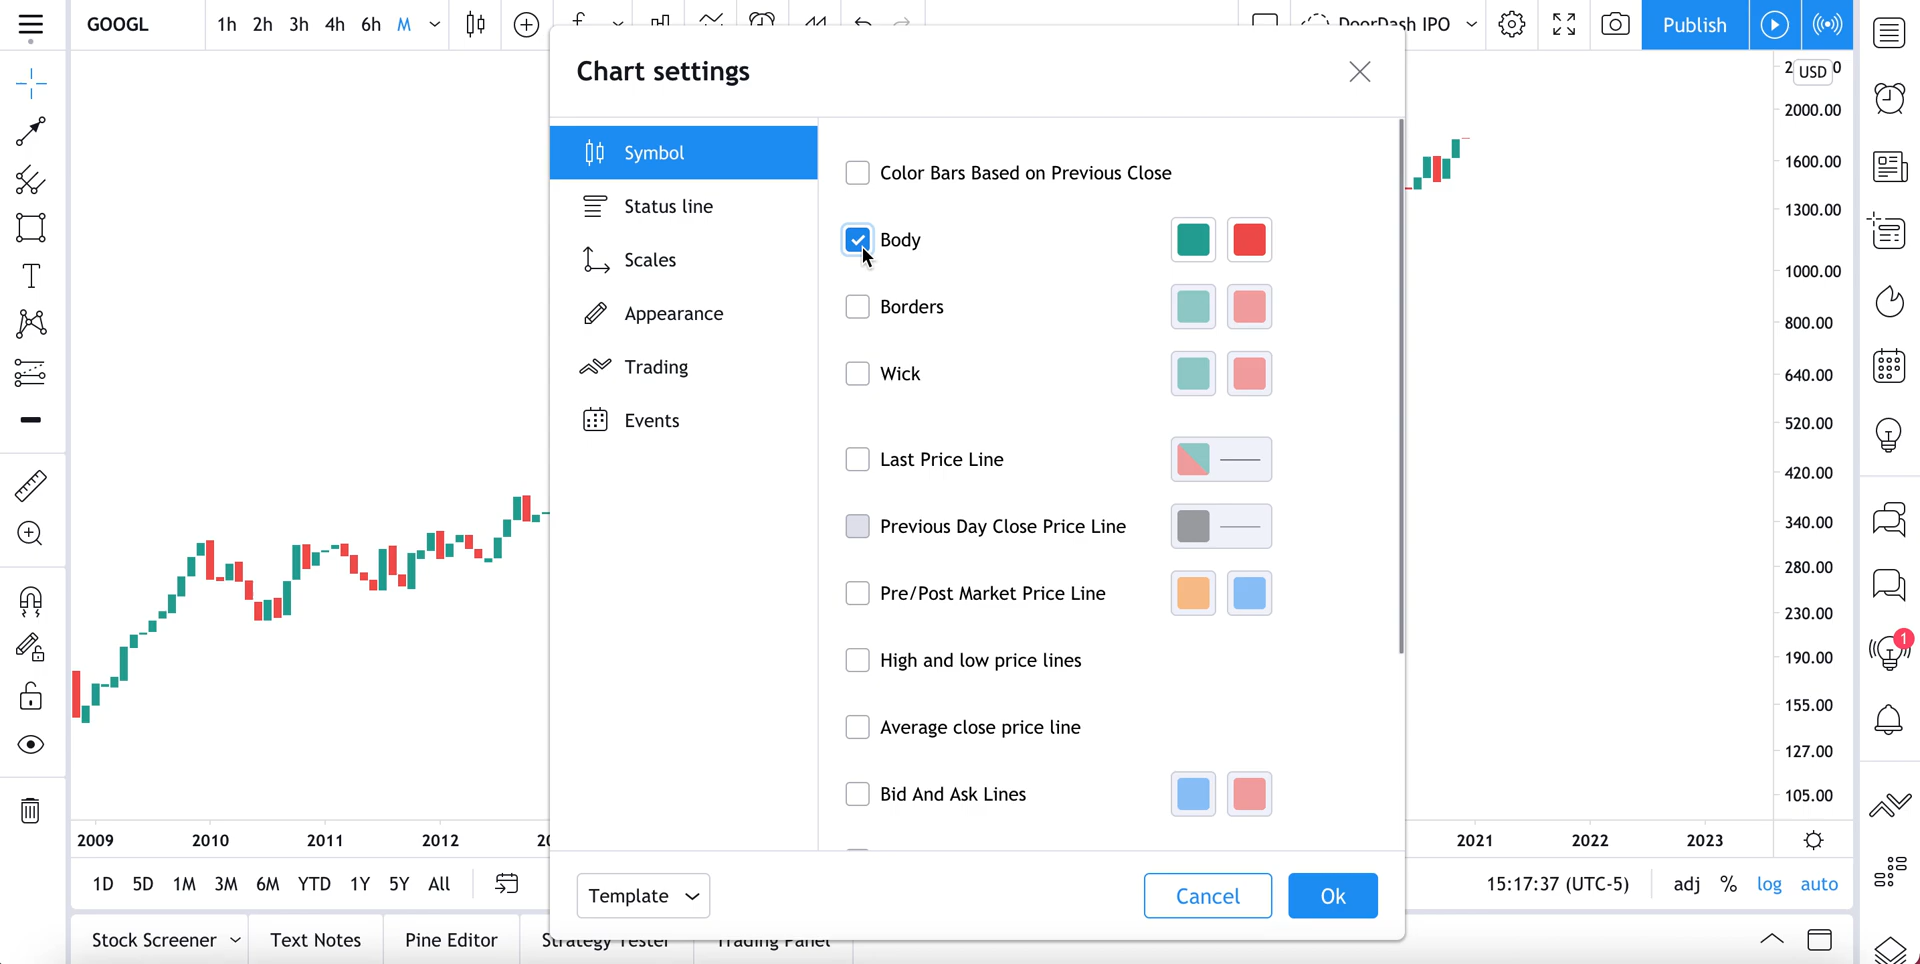 GOOGL 1h 2h 3h 4h 6h M DoorDash IPO Publish
Chart settings
USD
2000.00
1600.00
1300.00
1000.00
800.00
640.00
520.00
420.00
340.00
280.00
230.00
190.00
155.00
127.00
105.00
Symbol
Status line
Scales
Appearance
Trading
Events
Color Bars Based on Previous Close
Body
Borders
Wick
Last Price Line
Previous Day Close Price Line
Pre/Post Market Price Line
High and low price lines
Average close price line
Bid And Ask Lines
1
2009 2010 2011 2012 2021 2022 2023
1D 5D 1M 3M 6M YTD 1Y 5Y All
Template Cancel Ok
15:17:37 (UTC-5) adj % log auto
Stock Screener Text Notes Pine Editor Strategy Tester Trading Panel